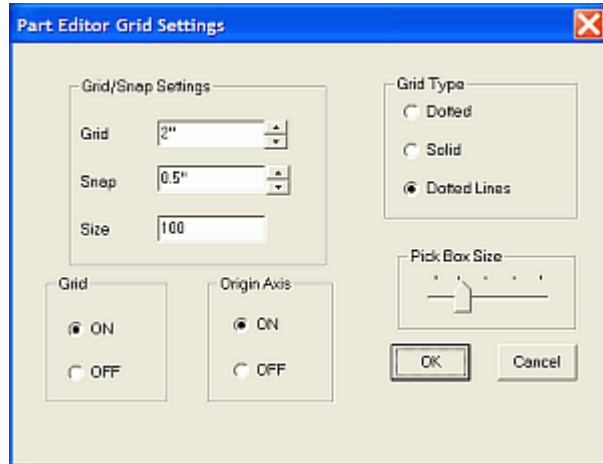 Part Editor Grid Settings
Grid/Snap Settings
Grid 2"
Snap 0.5"
Size 100
Grid Type
Dotted
Solid
Dotted Lines
Pick Box Size
Grid
ON
OFF
Origin Axis
ON
OFF
OK Cancel